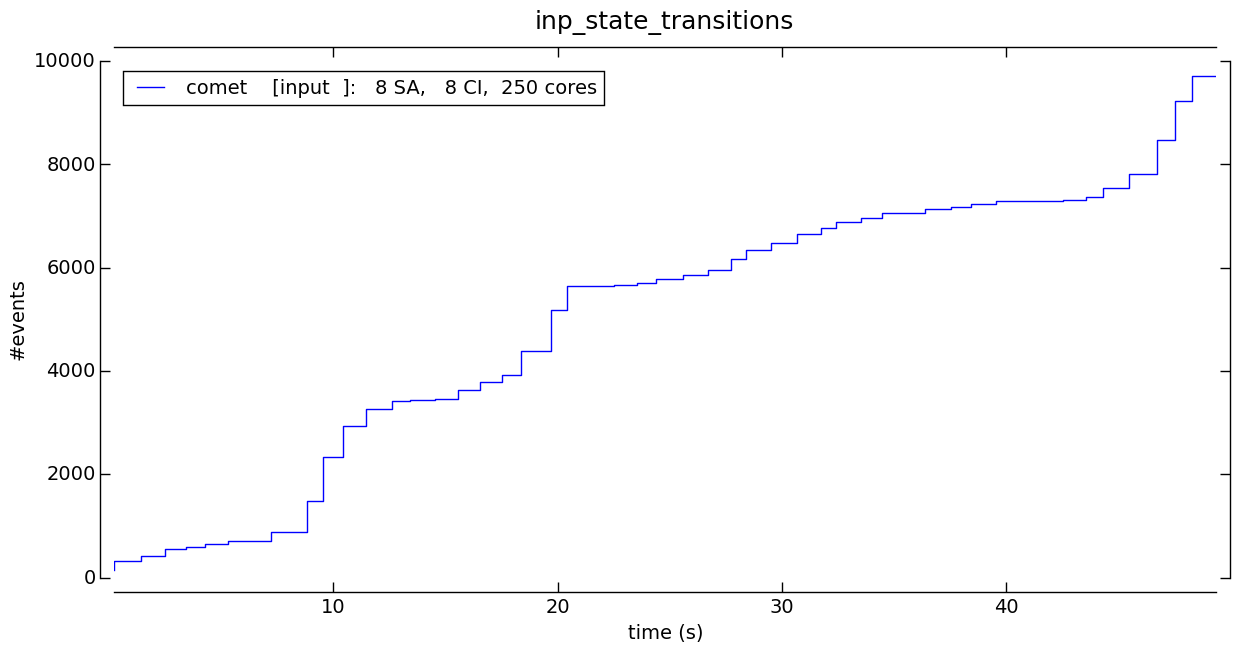 inp_state_transitions
10000
8000
6000
4000
2000
0
#events
comet    [input  ]:   8 SA,   8 CI,  250 cores
10 20 30 40
time (s)